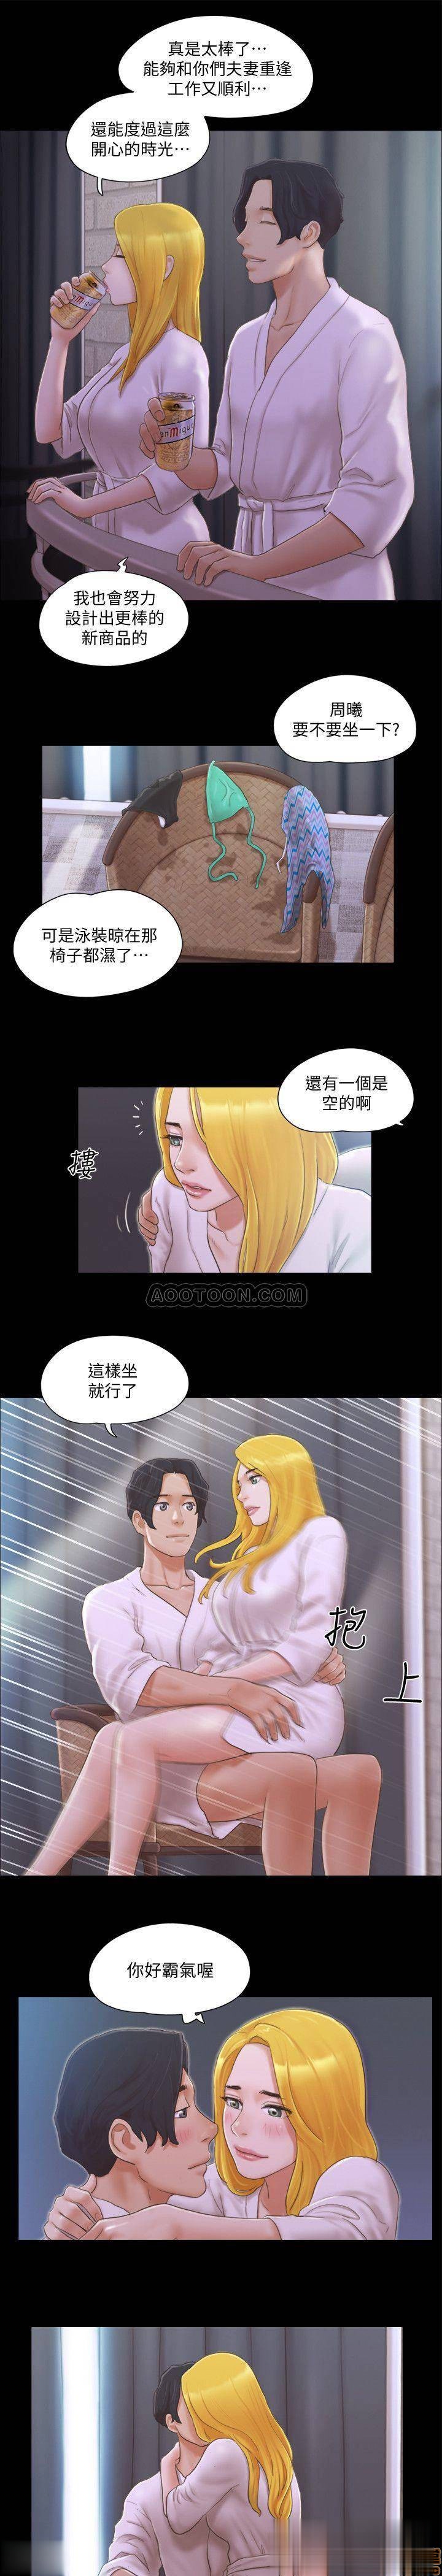 真是太棒了…
能夠和你們夫妻重逢
工作又順利…
還能度過這麼
開心的時光…
anMiqu
我也會努力
設計出更棒的
新商品的
周曦
要不要坐一下?
可是泳裝晾在那
椅子都濕了…
還有一個是
空的啊
摟
AOOTOON.COM
這樣坐
就行了
抱
上
你好霸氣喔